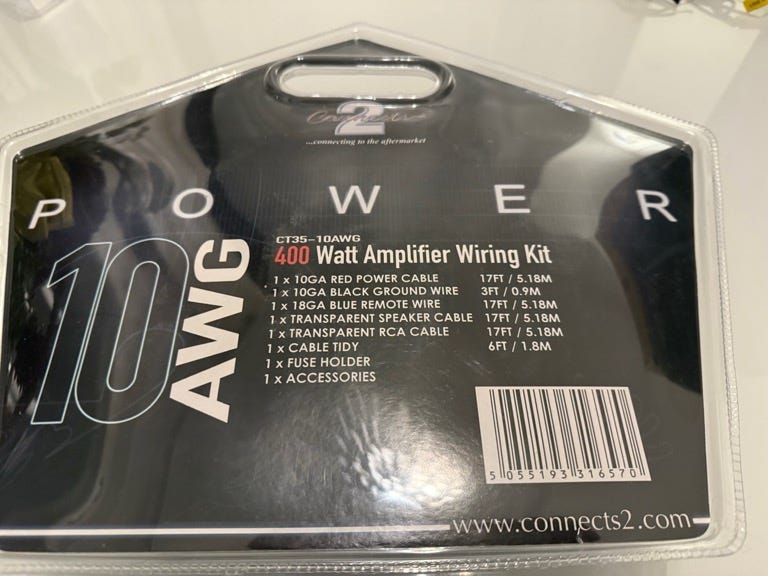 Connects 2
...connecting to the aftermarket
POWER
10 AWG
CT35-10AWG
400 Watt Amplifier Wiring Kit
1 x 10GA RED POWER CABLE 17FT / 5.18M
1 x 10GA BLACK GROUND WIRE 3FT / 0.9M
1 x 18GA BLUE REMOTE WIRE 17FT / 5.18M
1 x TRANSPARENT SPEAKER CABLE 17FT / 5.18M
1 x TRANSPARENT RCA CABLE 17FT / 5.18M
1 x CABLE TIDY 6FT / 1.8M
1 x FUSE HOLDER
1 x ACCESSORIES
5 055193 316570
www.connects2.com